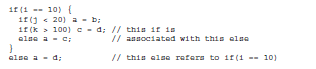 if(i == 10) {
if(j < 20) a = b;
if(k > 100) c = d; // this if is
else a = c; // associated with this else
}
else a = d; // this else refers to if(i == 10)